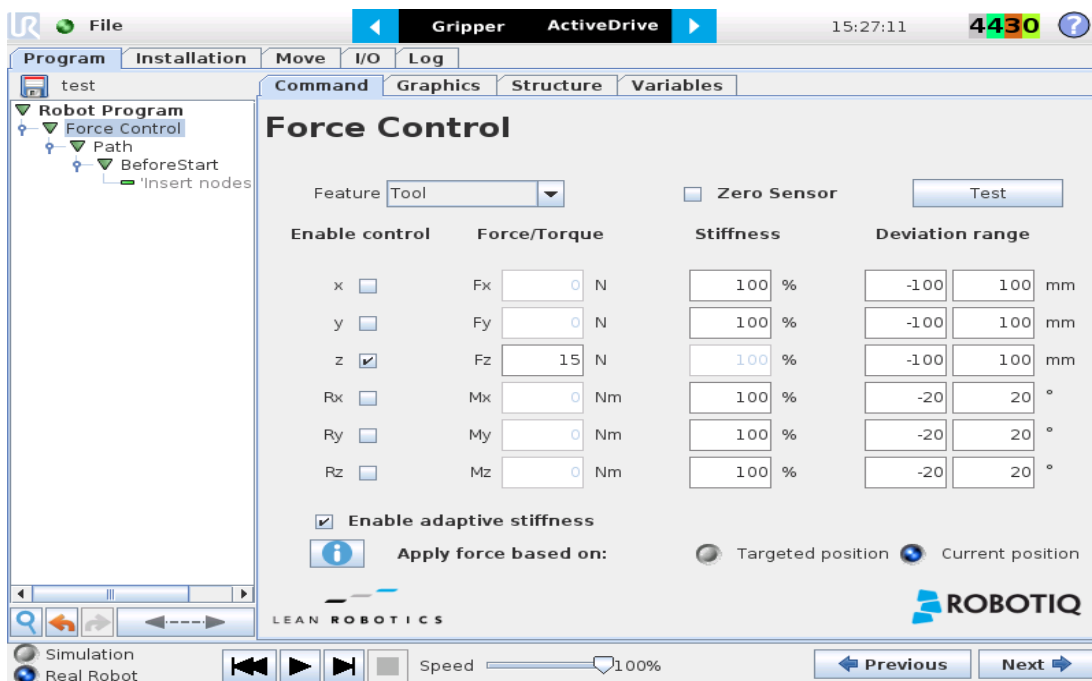 UR File Gripper ActiveDrive 15:27:11 4430 ?
Program Installation Move I/O Log
test Command Graphics Structure Variables
Robot Program
Force Control
Path
BeforeStart
'Insert nodes
Force Control
Feature Tool Zero Sensor Test
Enable control Force/Torque Stiffness Deviation range
x Fx 0 N 100 % -100 100 mm
y Fy 0 N 100 % -100 100 mm
z Fz 15 N 100 % -100 100 mm
Rx Mx 0 Nm 100 % -20 20 °
Ry My 0 Nm 100 % -20 20 °
Rz Mz 0 Nm 100 % -20 20 °
Enable adaptive stiffness
i Apply force based on: Targeted position Current position
LEAN ROBOTICS ROBOTIQ
Simulation
Real Robot
Speed 100% Previous Next